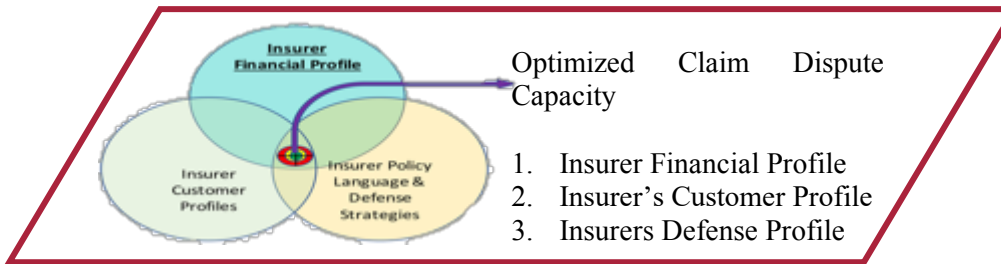 Insurer
Financial Profile
Insurer
Customer
Profiles
Insurer Policy
Language &
Defense
Strategies
Optimized Claim Dispute
Capacity
1. Insurer Financial Profile
2. Insurer’s Customer Profile
3. Insurers Defense Profile